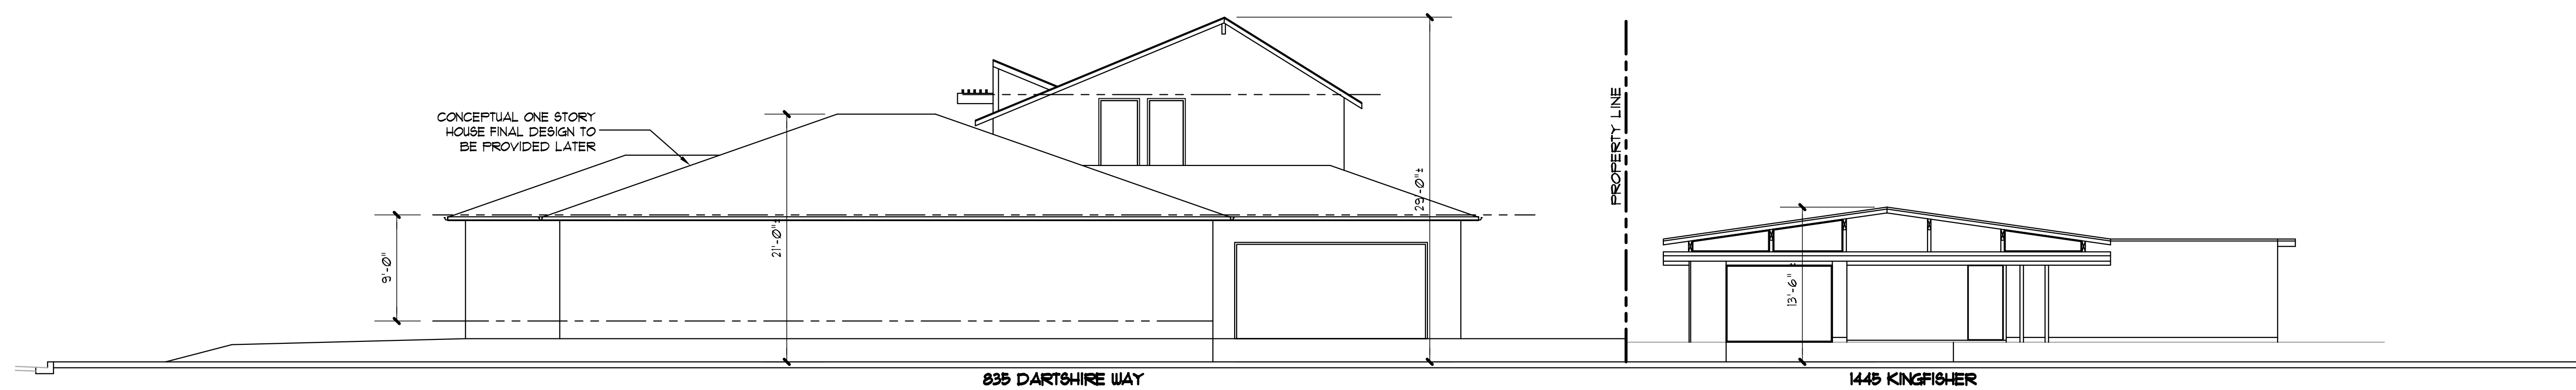 CONCEPTUAL ONE STORY
HOUSE FINAL DESIGN TO
BE PROVIDED LATER
9'-0"
21'-0"±
29'-0"±
PROPERTY LINE
13'-6"±
835 DARTSHIRE WAY
1445 KINGFISHER